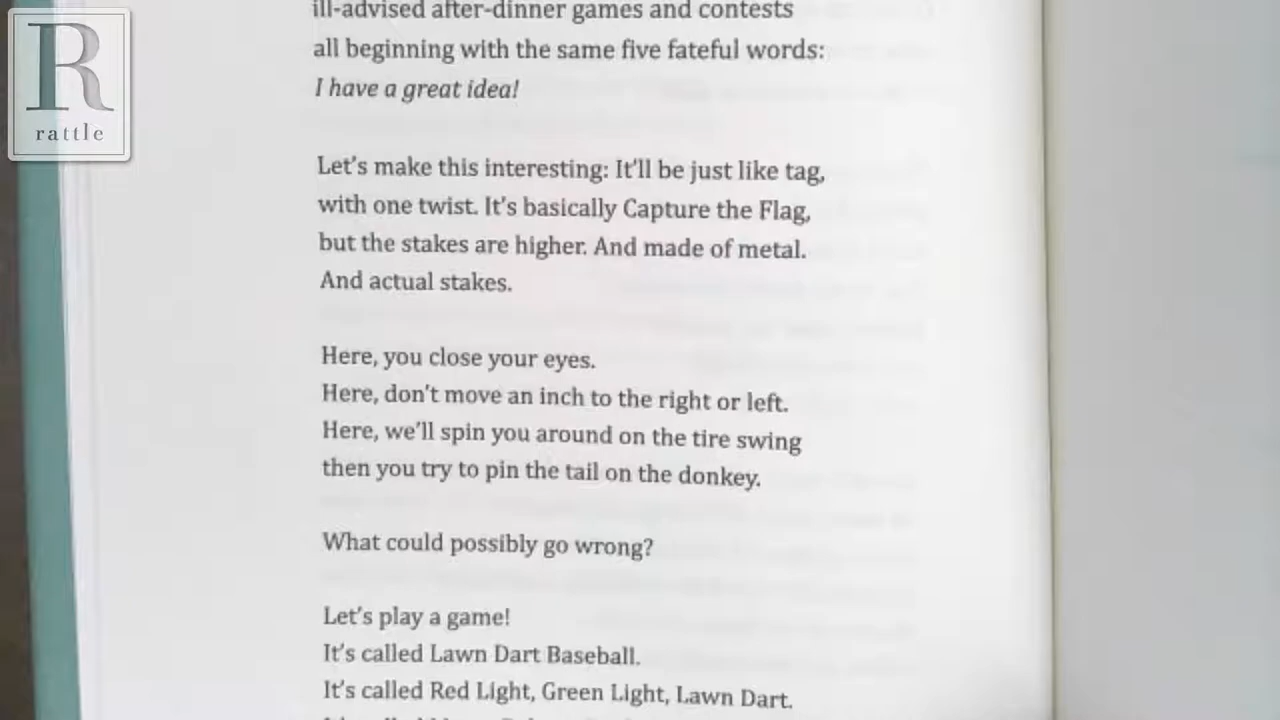 R
rattle
ill-advised after-dinner games and contests
all beginning with the same five fateful words:
I have a great idea!
Let's make this interesting: It'll be just like tag,
with one twist. It's basically Capture the Flag,
but the stakes are higher. And made of metal.
And actual stakes.
Here, you close your eyes.
Here, don't move an inch to the right or left.
Here, we'll spin you around on the tire swing
then you try to pin the tail on the donkey.
What could possibly go wrong?
Let's play a game!
It's called Lawn Dart Baseball.
It's called Red Light, Green Light, Lawn Dart.